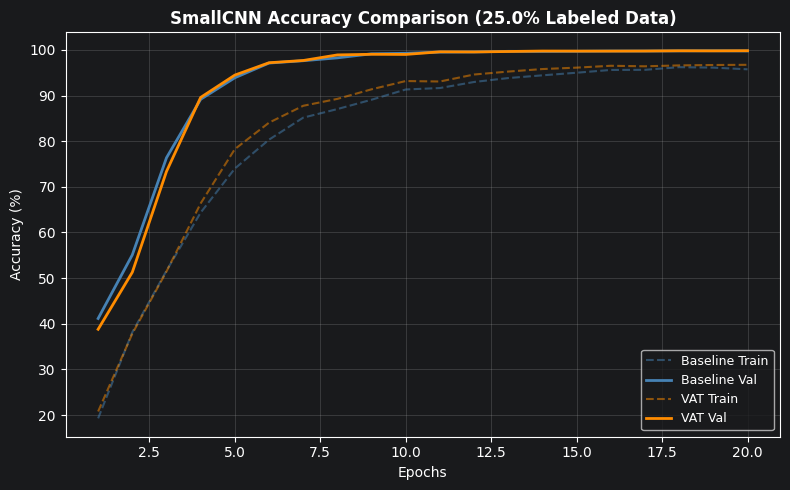 SmallCNN Accuracy Comparison (25.0% Labeled Data)
Accuracy (%)
100
90
80
70
60
50
40
30
20
2.5 5.0 7.5 10.0 12.5 15.0 17.5 20.0
Epochs
Baseline Train
Baseline Val
VAT Train
VAT Val